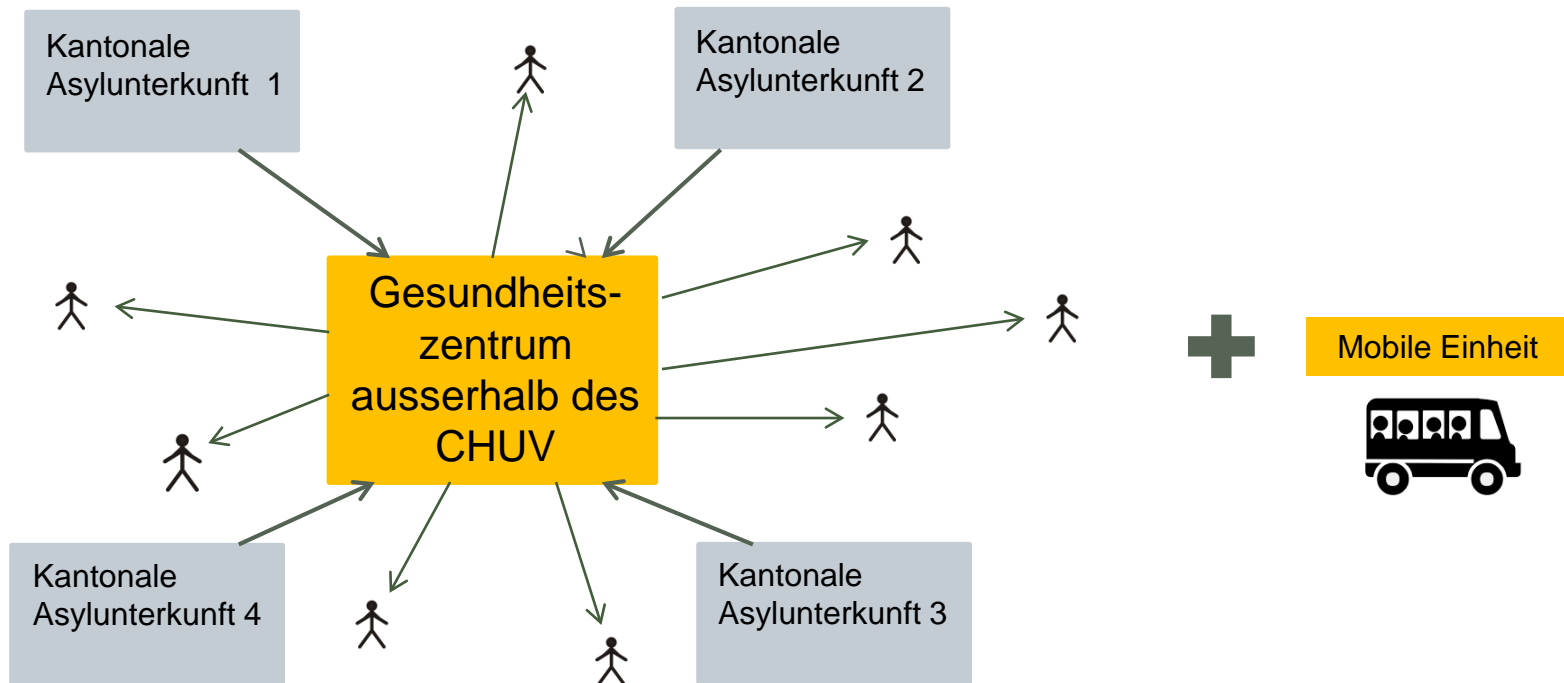 Kantonale
Asylunterkunft 1
Kantonale
Asylunterkunft 2
Gesundheits-
zentrum
ausserhalb des
CHUV
Mobile Einheit
Kantonale
Asylunterkunft 4
Kantonale
Asylunterkunft 3